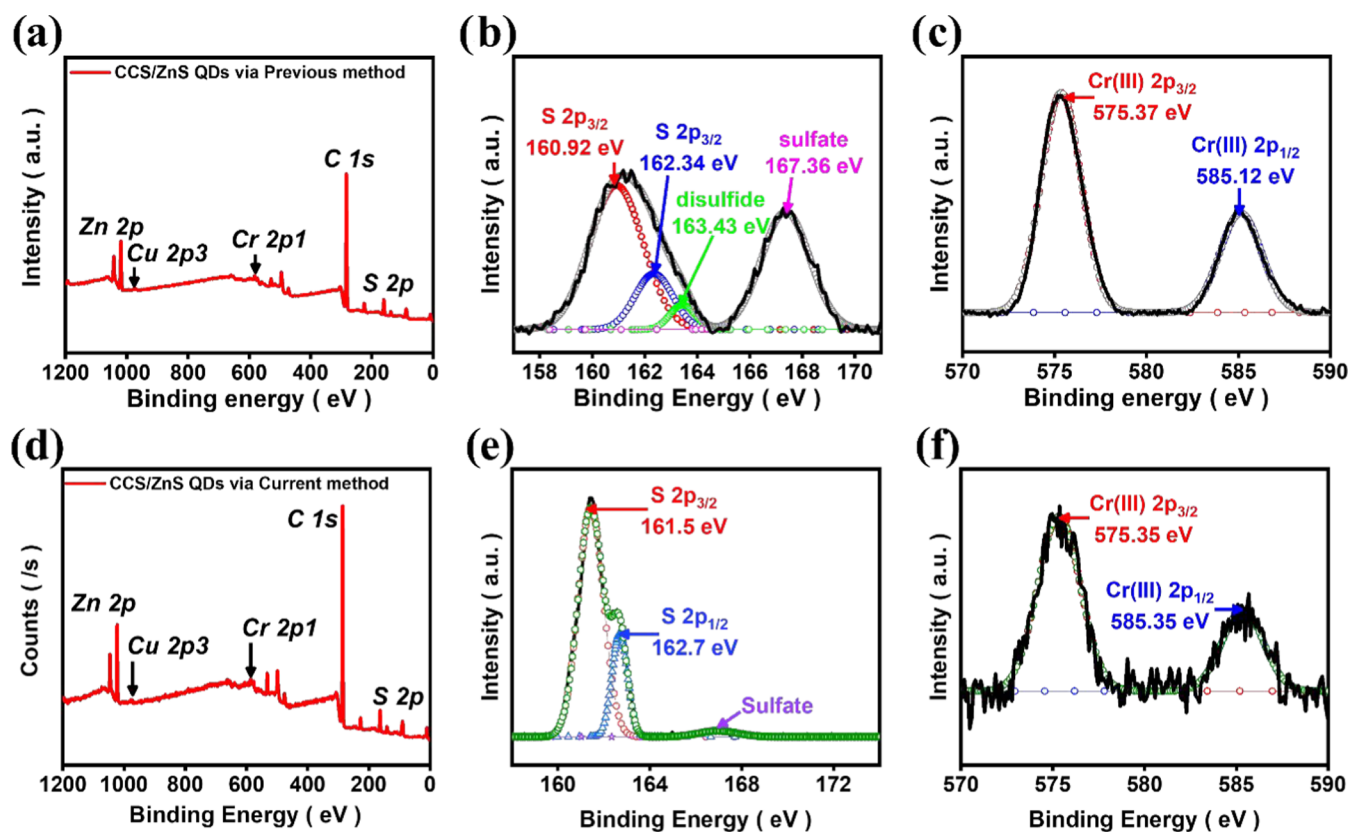 (a)
CCS/ZnS QDs via Previous method
C 1s
Zn 2p
Cu 2p3
Cr 2p1
S 2p
Intensity ( a.u. )
1200 1000 800 600 400 200 0
Binding energy ( eV )
(b)
S 2p3/2
160.92 eV
S 2p3/2
162.34 eV
sulfate
167.36 eV
disulfide
163.43 eV
Intensity ( a.u. )
158 160 162 164 166 168 170
Binding Energy ( eV )
(c)
Cr(III) 2p3/2
575.37 eV
Cr(III) 2p1/2
585.12 eV
Intensity ( a.u. )
570 575 580 585 590
Binding energy ( eV )
(d)
CCS/ZnS QDs via Current method
C 1s
Zn 2p
Cu 2p3
Cr 2p1
S 2p
Counts ( /s )
1200 1000 800 600 400 200 0
Binding Energy ( eV )
(e)
S 2p3/2
161.5 eV
S 2p1/2
162.7 eV
Sulfate
Intensity ( a.u. )
160 164 168 172
Binding Energy ( eV )
(f)
Cr(III) 2p3/2
575.35 eV
Cr(III) 2p1/2
585.35 eV
Intensity ( a.u. )
570 575 580 585 590
Binding Energy ( eV )